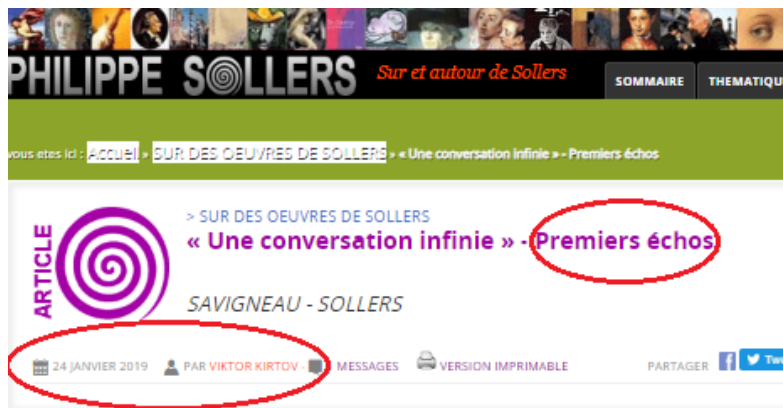 PHILIPPE SOLLERS
Sur et autour de Sollers
SOMMAIRE
THEMATIQU
vous etes ici : Accueil » SUR DES OEUVRES DE SOLLERS » « Une conversation infinie » - Premiers échos
ARTICLE
> SUR DES OEUVRES DE SOLLERS
« Une conversation infinie » - Premiers échos
SAVIGNEAU - SOLLERS
24 JANVIER 2019 PAR VIKTOR KIRTOV - MESSAGES VERSION IMPRIMABLE PARTAGER f Twe